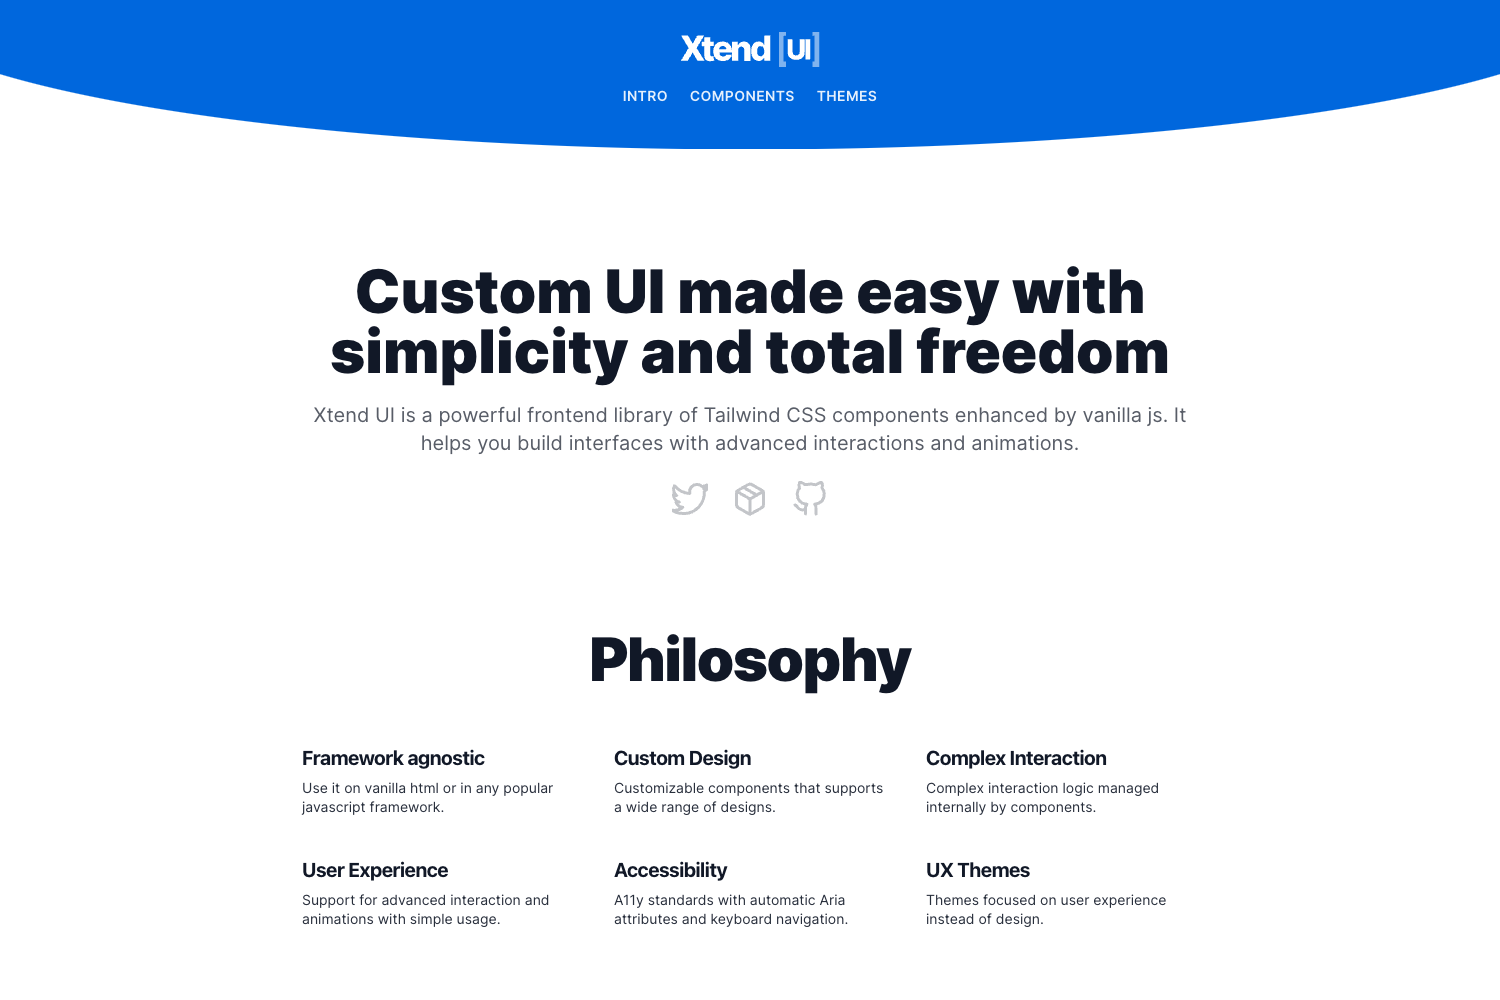 Xtend [UI]
INTRO COMPONENTS THEMES
Custom UI made easy with
simplicity and total freedom
Xtend UI is a powerful frontend library of Tailwind CSS components enhanced by vanilla js. It
helps you build interfaces with advanced interactions and animations.
Philosophy
Framework agnostic
Use it on vanilla html or in any popular
javascript framework.
Custom Design
Customizable components that supports
a wide range of designs.
Complex Interaction
Complex interaction logic managed
internally by components.
User Experience
Support for advanced interaction and
animations with simple usage.
Accessibility
A11y standards with automatic Aria
attributes and keyboard navigation.
UX Themes
Themes focused on user experience
instead of design.